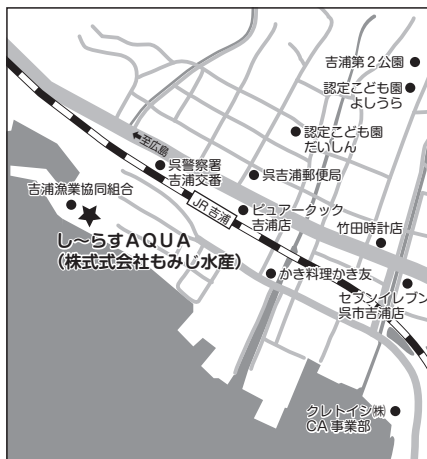 吉浦第2公園
認定こども園
よしうら
認定こども園
だいしん
←至広島
呉警察署
吉浦交番
呉吉浦郵便局
吉浦漁業協同組合
JR 吉浦
ピュアークック
吉浦店
竹田時計店
し〜らすAQUA
(株式式会社もみじ水産)
かき料理かき友
セブンイレブン
呉市吉浦店
クレトイシ㈱
CA事業部